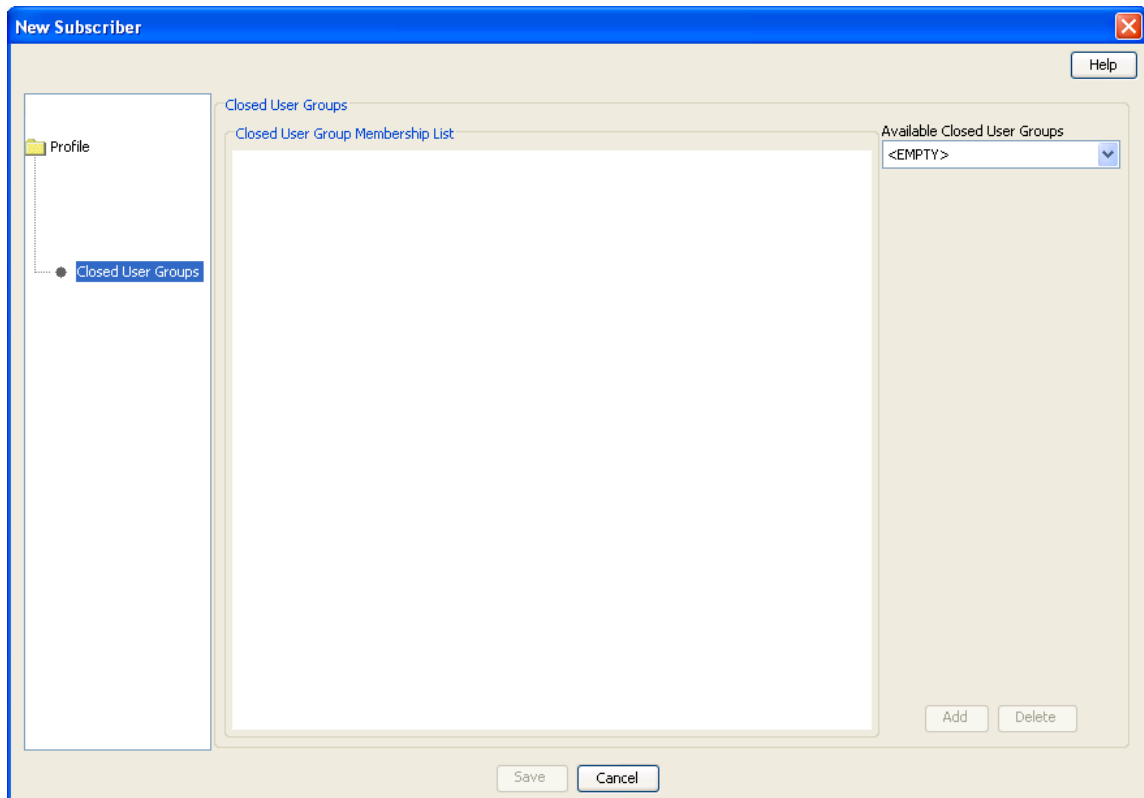 New Subscriber
Help
Profile
Closed User Groups
Closed User Groups
Closed User Group Membership List
Available Closed User Groups
<EMPTY>
Add
Delete
Save
Cancel